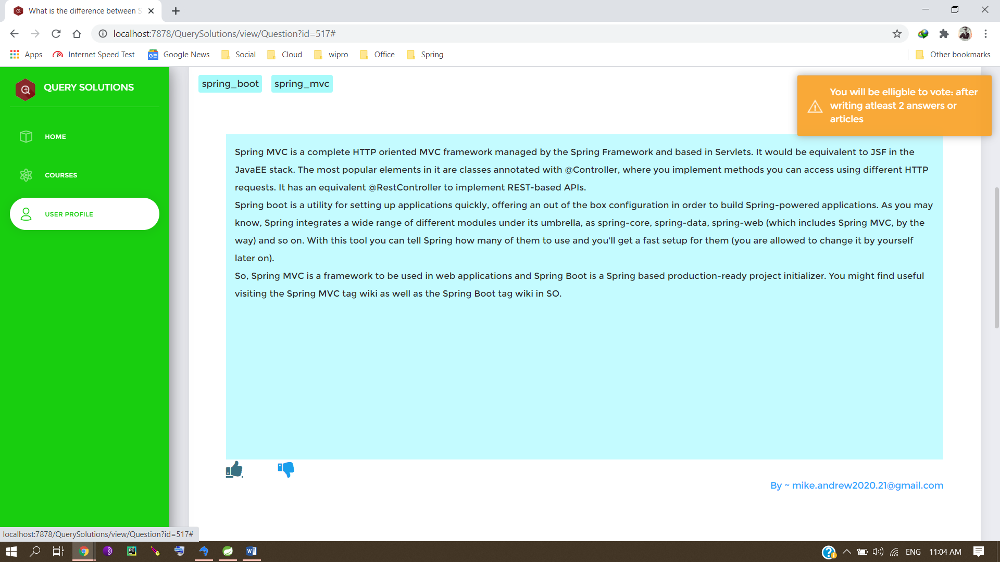 What is the difference between S
localhost:7878/QuerySolutions/view/Question?id=517#
Apps Internet Speed Test Google News Social Cloud wipro Office Spring Other bookmarks
QUERY SOLUTIONS
HOME
COURSES
USER PROFILE
spring_boot spring_mvc
You will be elligble to vote: after
writing atleast 2 answers or
articles
Spring MVC is a complete HTTP oriented MVC framework managed by the Spring Framework and based in Servlets. It would be equivalent to JSF in the
JavaEE stack. The most popular elements in it are classes annotated with @Controller, where you implement methods you can access using different HTTP
requests. It has an equivalent @RestController to implement REST-based APIs.
Spring boot is a utility for setting up applications quickly, offering an out of the box configuration in order to build Spring-powered applications. As you may
know, Spring integrates a wide range of different modules under its umbrella, as spring-core, spring-data, spring-web (which includes Spring MVC, by the
way) and so on. With this tool you can tell Spring how many of them to use and you'll get a fast setup for them (you are allowed to change it by yourself
later on).
So, Spring MVC is a framework to be used in web applications and Spring Boot is a Spring based production-ready project initializer. You might find useful
visiting the Spring MVC tag wiki as well as the Spring Boot tag wiki in SO.
By ~ mike.andrew2020.21@gmail.com
localhost:7878/QuerySolutions/view/Question?id=517#
ENG 11:04 AM